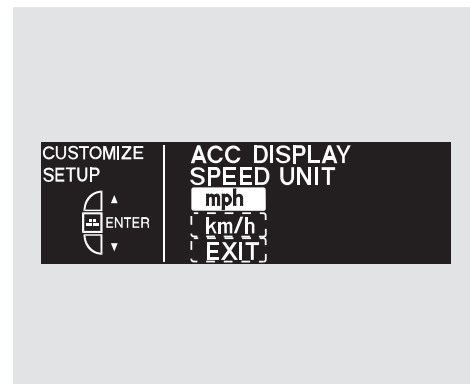 CUSTOMIZE
SETUP
ENTER
ACC DISPLAY
SPEED UNIT
mph
km/h
EXIT